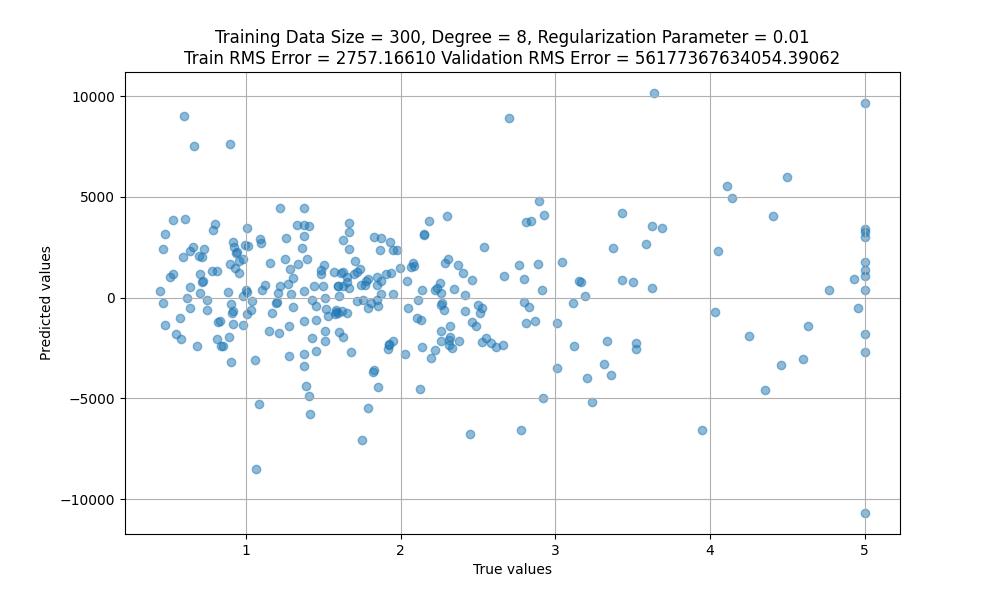 Training Data Size = 300, Degree = 8, Regularization Parameter = 0.01
Train RMS Error = 2757.16610 Validation RMS Error = 56177367634054.39062
10000
5000
0
−5000
−10000
Predicted values
1 2 3 4 5
True values